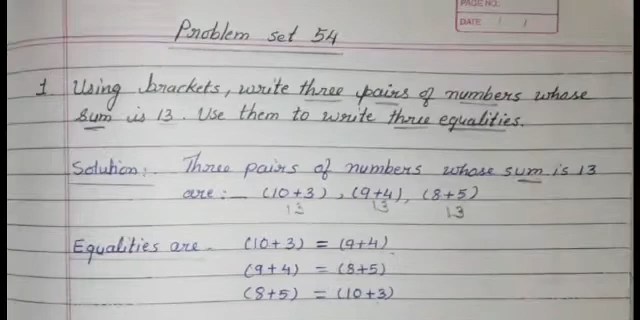 PAGE NO:
DATE / /
Problem set 54
1 Using brackets, write three pairs of numbers whose
sum is 13. Use them to write three equalities.
Solution:- Three pairs of numbers whose sum is 13
are:- (10+3), (9+4), (8+5)
13 13 13
Equalities are - (10+3) = (9+4)
(9+4) = (8+5)
(8+5) = (10+3)